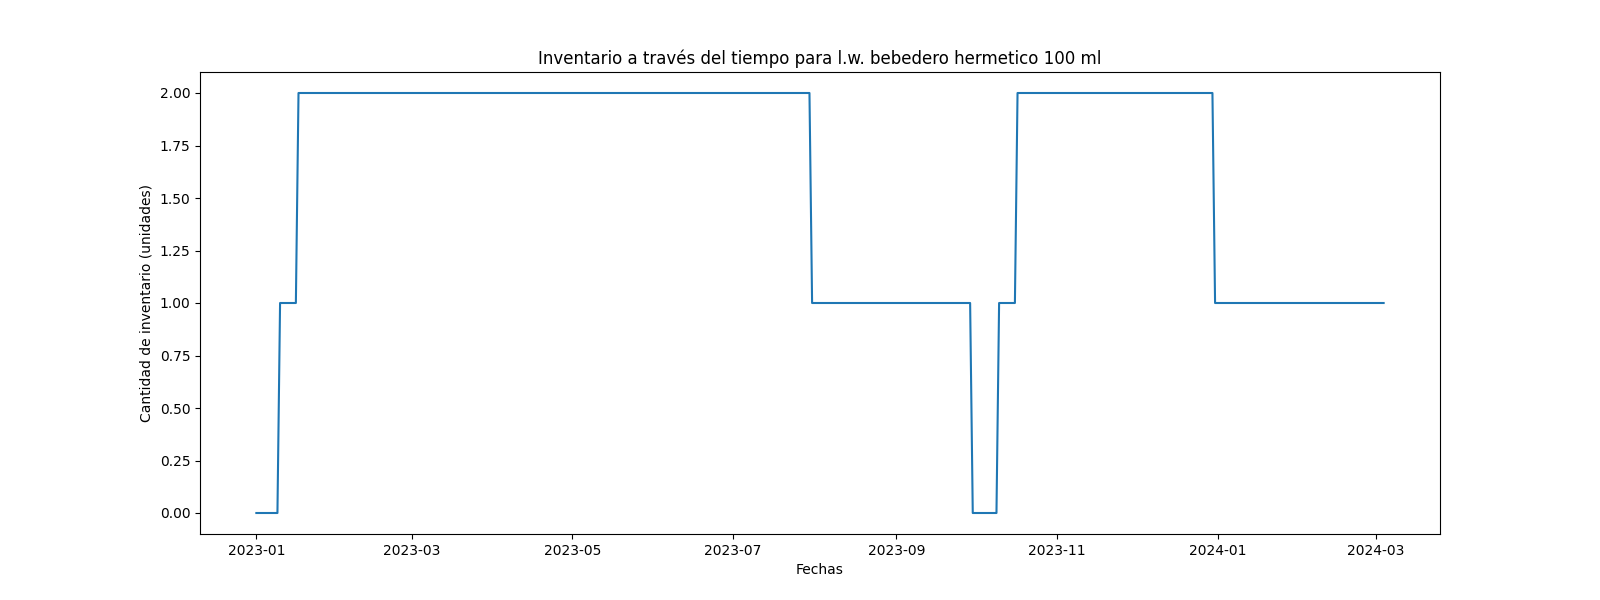 Inventario a través del tiempo para l.w. bebedero hermetico 100 ml
Cantidad de inventario (unidades)
2.00
1.75
1.50
1.25
1.00
0.75
0.50
0.25
0.00
2023-01 2023-03 2023-05 2023-07 2023-09 2023-11 2024-01 2024-03
Fechas